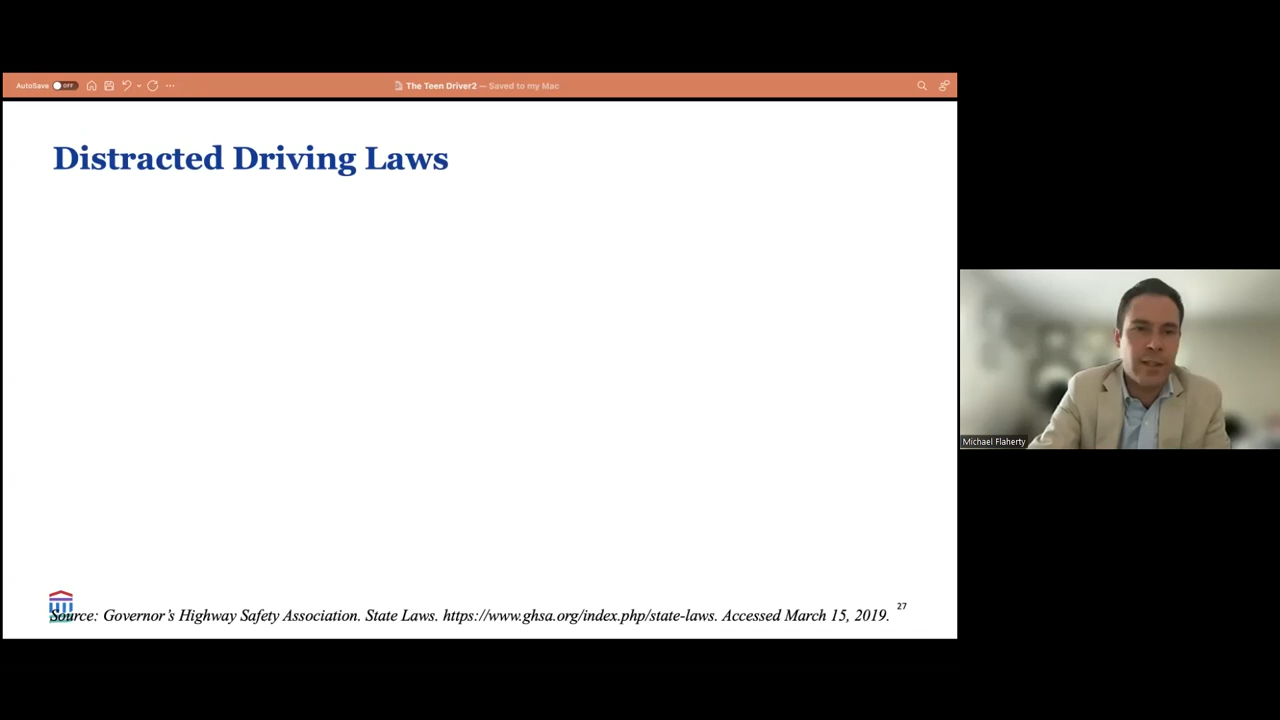 AutoSave OFF
The Teen Driver2 — Saved to my Mac
Distracted Driving Laws
Michael Flaherty
27
Source: Governor's Highway Safety Association. State Laws. https://www.ghsa.org/index.php/state-laws. Accessed March 15, 2019.